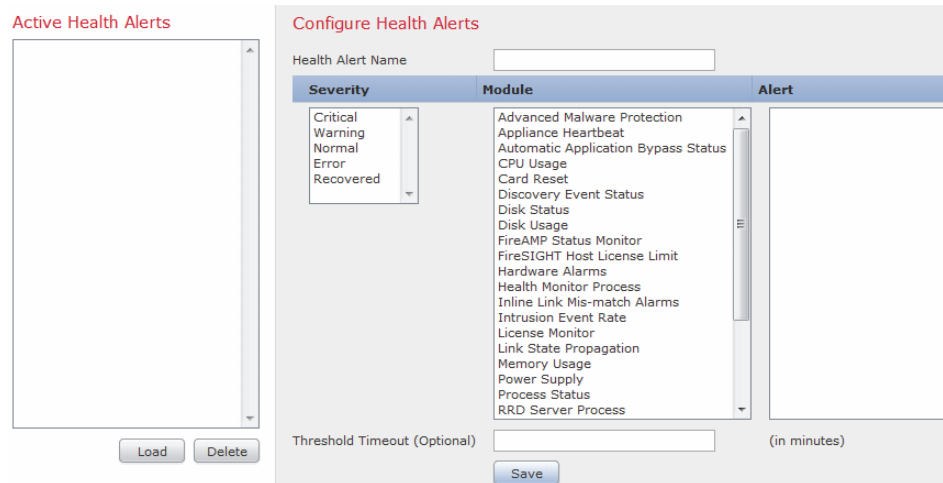 Active Health Alerts
Load
Delete
Configure Health Alerts
Health Alert Name
Severity Module Alert
Critical
Warning
Normal
Error
Recovered
Advanced Malware Protection
Appliance Heartbeat
Automatic Application Bypass Status
CPU Usage
Card Reset
Discovery Event Status
Disk Status
Disk Usage
FireAMP Status Monitor
FireSIGHT Host License Limit
Hardware Alarms
Health Monitor Process
Inline Link Mis-match Alarms
Intrusion Event Rate
License Monitor
Link State Propagation
Memory Usage
Power Supply
Process Status
RRD Server Process
Threshold Timeout (Optional) (in minutes)
Save